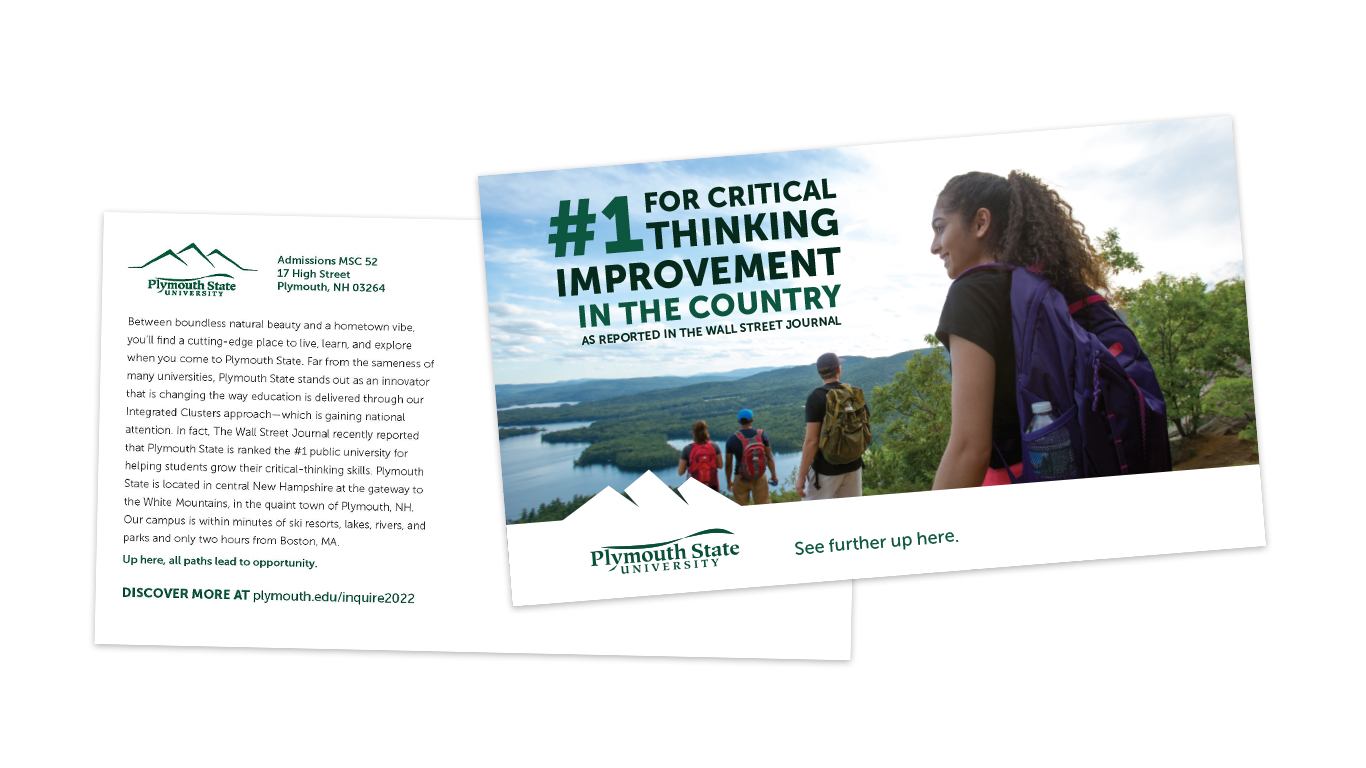 Plymouth State
UNIVERSITY
Admissions MSC 52
17 High Street
Plymouth, NH 03264
Between boundless natural beauty and a hometown vibe,
you'll find a cutting-edge place to live, learn, and explore
when you come to Plymouth State. Far from the sameness of
many universities, Plymouth State stands out as an innovator
that is changing the way education is delivered through our
Integrated Clusters approach—which is gaining national
attention. In fact, The Wall Street Journal recently reported
that Plymouth State is ranked the #1 public university for
helping students grow their critical-thinking skills. Plymouth
State is located in central New Hampshire at the gateway to
the White Mountains, in the quaint town of Plymouth, NH.
Our campus is within minutes of ski resorts, lakes, rivers, and
parks and only two hours from Boston, MA.
Up here, all paths lead to opportunity.
DISCOVER MORE AT plymouth.edu/inquire2022
#1 FOR CRITICAL
THINKING
IMPROVEMENT
IN THE COUNTRY
AS REPORTED IN THE WALL STREET JOURNAL
Plymouth State
UNIVERSITY
See further up here.